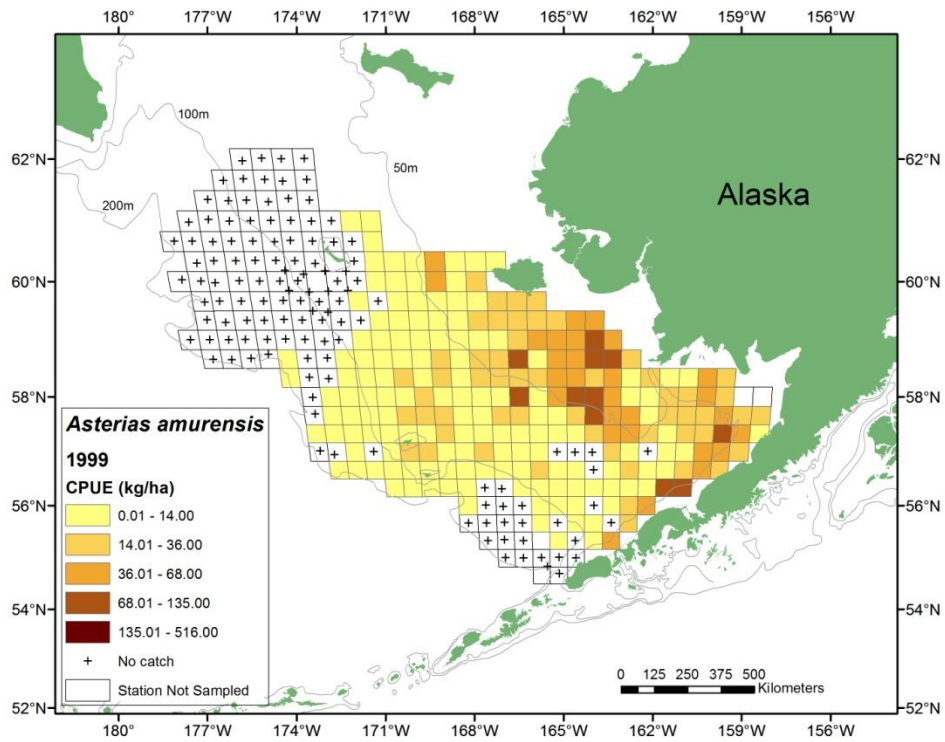 180° 177°W 174°W 171°W 168°W 165°W 162°W 159°W 156°W
100m
62°N
50m
62°N
200m
Alaska
60°N
60°N
58°N
58°N
Asterias amurensis
1999
CPUE (kg/ha)
0.01 - 14.00
14.01 - 36.00
36.01 - 68.00
68.01 - 135.00
135.01 - 516.00
No catch
Station Not Sampled
56°N
56°N
54°N
54°N
0 125 250 375 500
Kilometers
52°N
52°N
180° 177°W 174°W 171°W 168°W 165°W 162°W 159°W 156°W